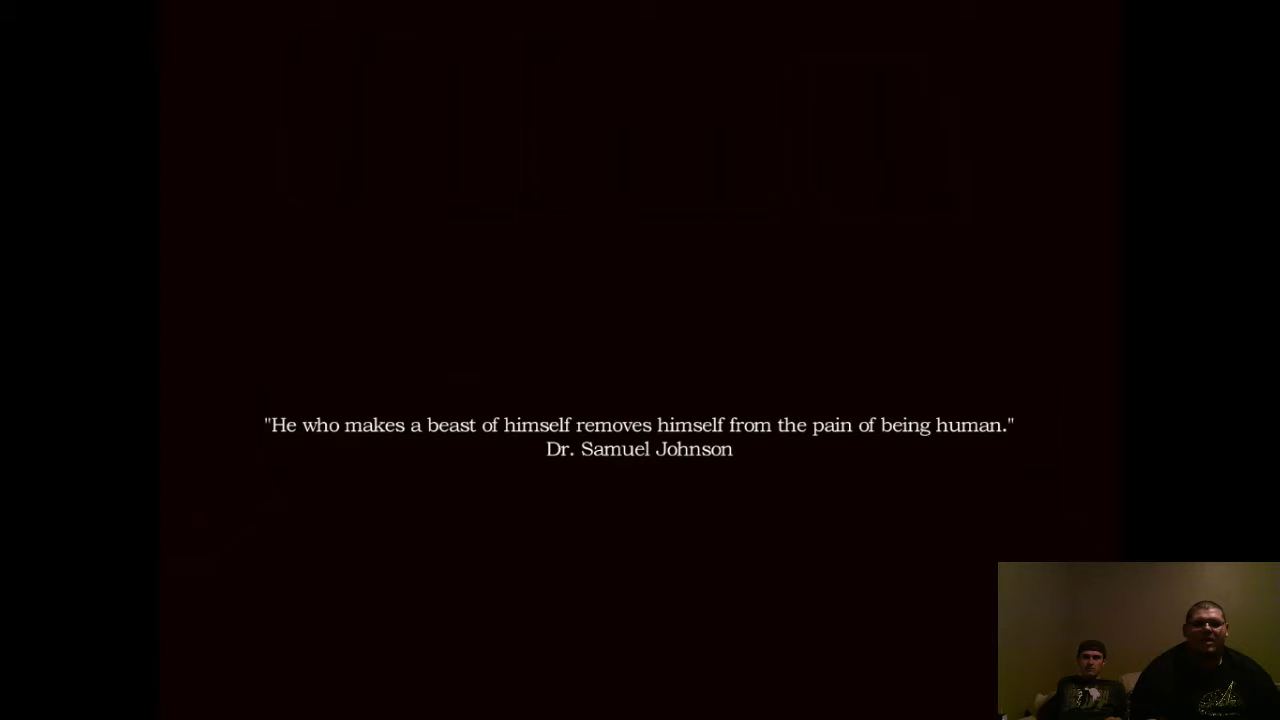 "He who makes a beast of himself removes himself from the pain of being human."
Dr. Samuel Johnson